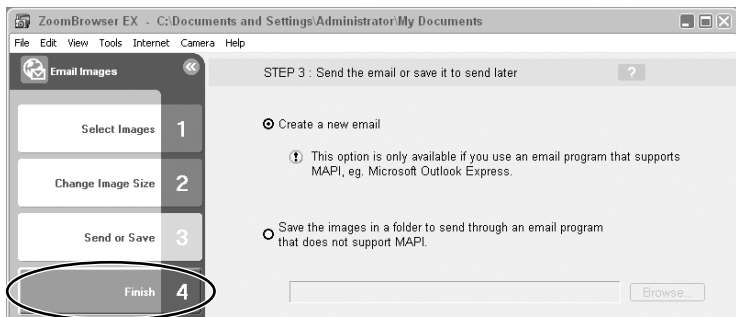 ZoomBrowser EX - C:\Documents and Settings\Administrator\My Documents
File Edit View Tools Internet Camera Help
Email Images
STEP 3 : Send the email or save it to send later
?
Select Images 1
Change Image Size 2
Send or Save 3
Finish 4
Create a new email
This option is only available if you use an email program that supports
MAPI, eg. Microsoft Outlook Express.
Save the images in a folder to send through an email program
that does not support MAPI.
Browse...